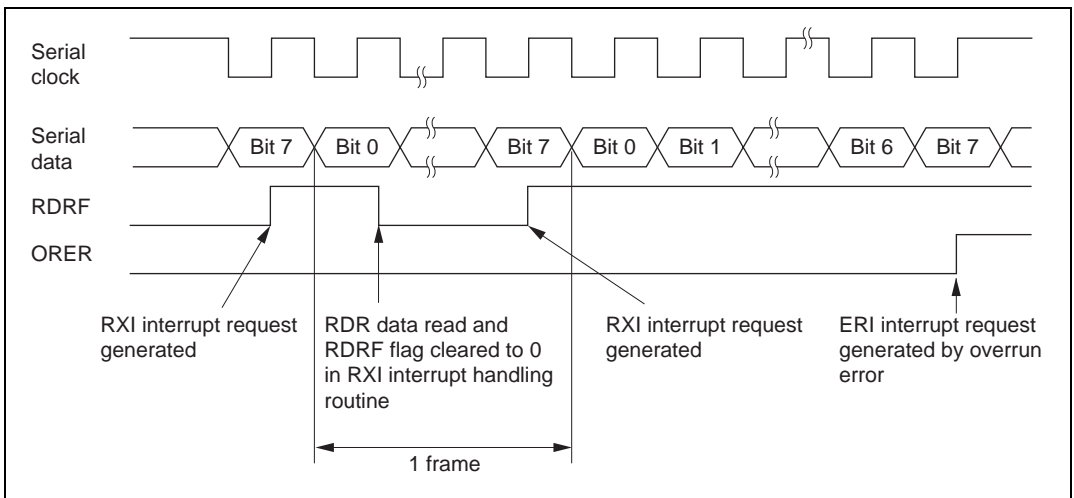 Serial
clock
Serial
data
Bit 7
Bit 0
Bit 7
Bit 0
Bit 1
Bit 6
Bit 7
RDRF
ORER
RXI interrupt request
generated
RDR data read and
RDRF flag cleared to 0
in RXI interrupt handling
routine
RXI interrupt request
generated
ERI interrupt request
generated by overrun
error
1 frame